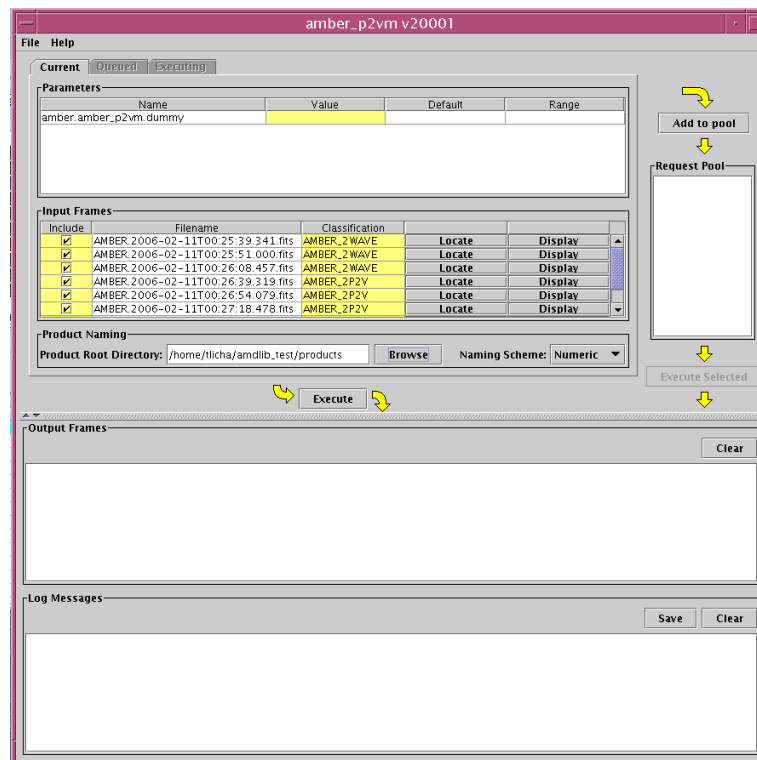 amber_p2vm v20001
File Help
Current Queued Executing
Parameters
Name Value Default Range
amber.amber_p2vm.dummy
Add to pool
Request Pool
Input Frames
Include Filename Classification
AMBER.2006-02-11T00:25:39.341.fits AMBER_2WAVE Locate Display
AMBER.2006-02-11T00:25:51.000.fits AMBER_2WAVE Locate Display
AMBER.2006-02-11T00:26:08.457.fits AMBER_2WAVE Locate Display
AMBER.2006-02-11T00:26:39.319.fits AMBER_2P2V Locate Display
AMBER.2006-02-11T00:26:54.079.fits AMBER_2P2V Locate Display
AMBER.2006-02-11T00:27:18.478.fits AMBER_2P2V Locate Display
Product Naming
Product Root Directory: /home/tlicha/amdlib_test/products Browse Naming Scheme: Numeric
Execute Selected
Execute
Output Frames
Clear
Log Messages
Save Clear